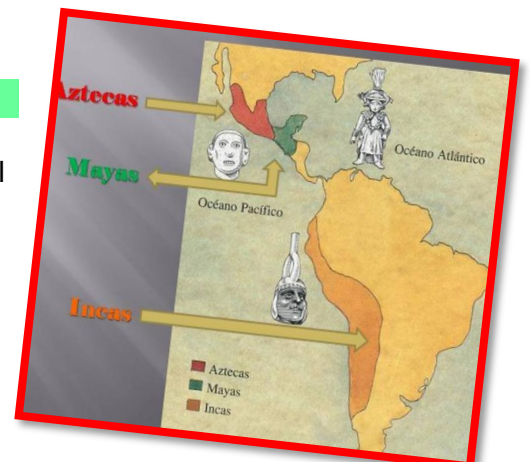 Aztecas
Océano Atlántico
l
Mayas
Océano Pacífico
Incas
Aztecas
Mayas
Incas